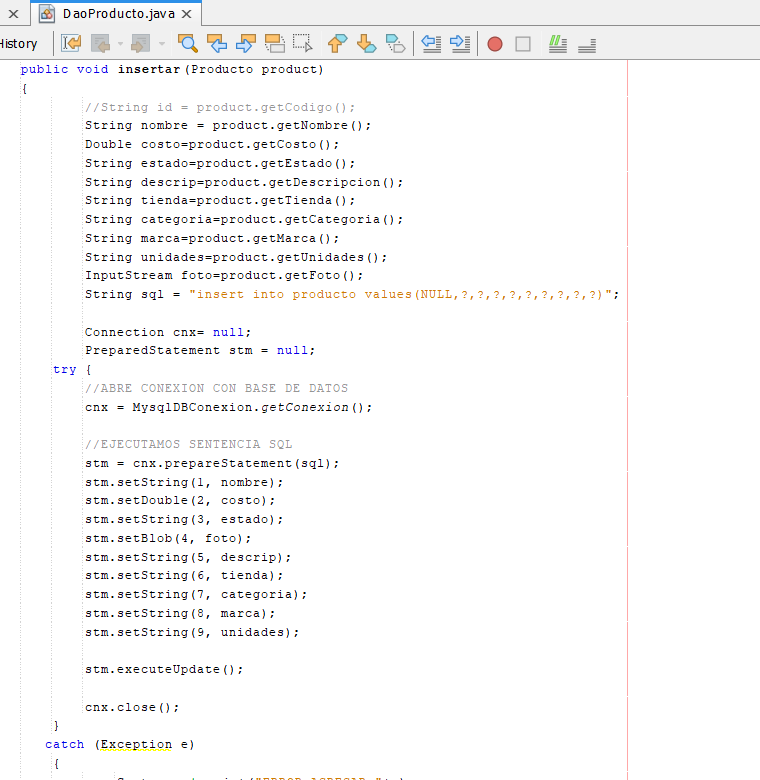 DaoProducto.java
History
public void insertar(Producto product)
{
//String id = product.getCodigo();
String nombre = product.getNombre();
Double costo=product.getCosto();
String estado=product.getEstado();
String descrip=product.getDescripcion();
String tienda=product.getTienda();
String categoria=product.getCategoria();
String marca=product.getMarca();
String unidades=product.getUnidades();
InputStream foto=product.getFoto();
String sql = "insert into producto values(NULL,?,?,?,?,?,?,?,?,?)";
Connection cnx= null;
PreparedStatement stm = null;
try {
//ABRE CONEXION CON BASE DE DATOS
cnx = MysqlDBConexion.getConexion();
//EJECUTAMOS SENTENCIA SQL
stm = cnx.prepareStatement(sql);
stm.setString(1, nombre);
stm.setDouble(2, costo);
stm.setString(3, estado);
stm.setBlob(4, foto);
stm.setString(5, descrip);
stm.setString(6, tienda);
stm.setString(7, categoria);
stm.setString(8, marca);
stm.setString(9, unidades);
stm.executeUpdate();
cnx.close();
}
catch (Exception e)
{